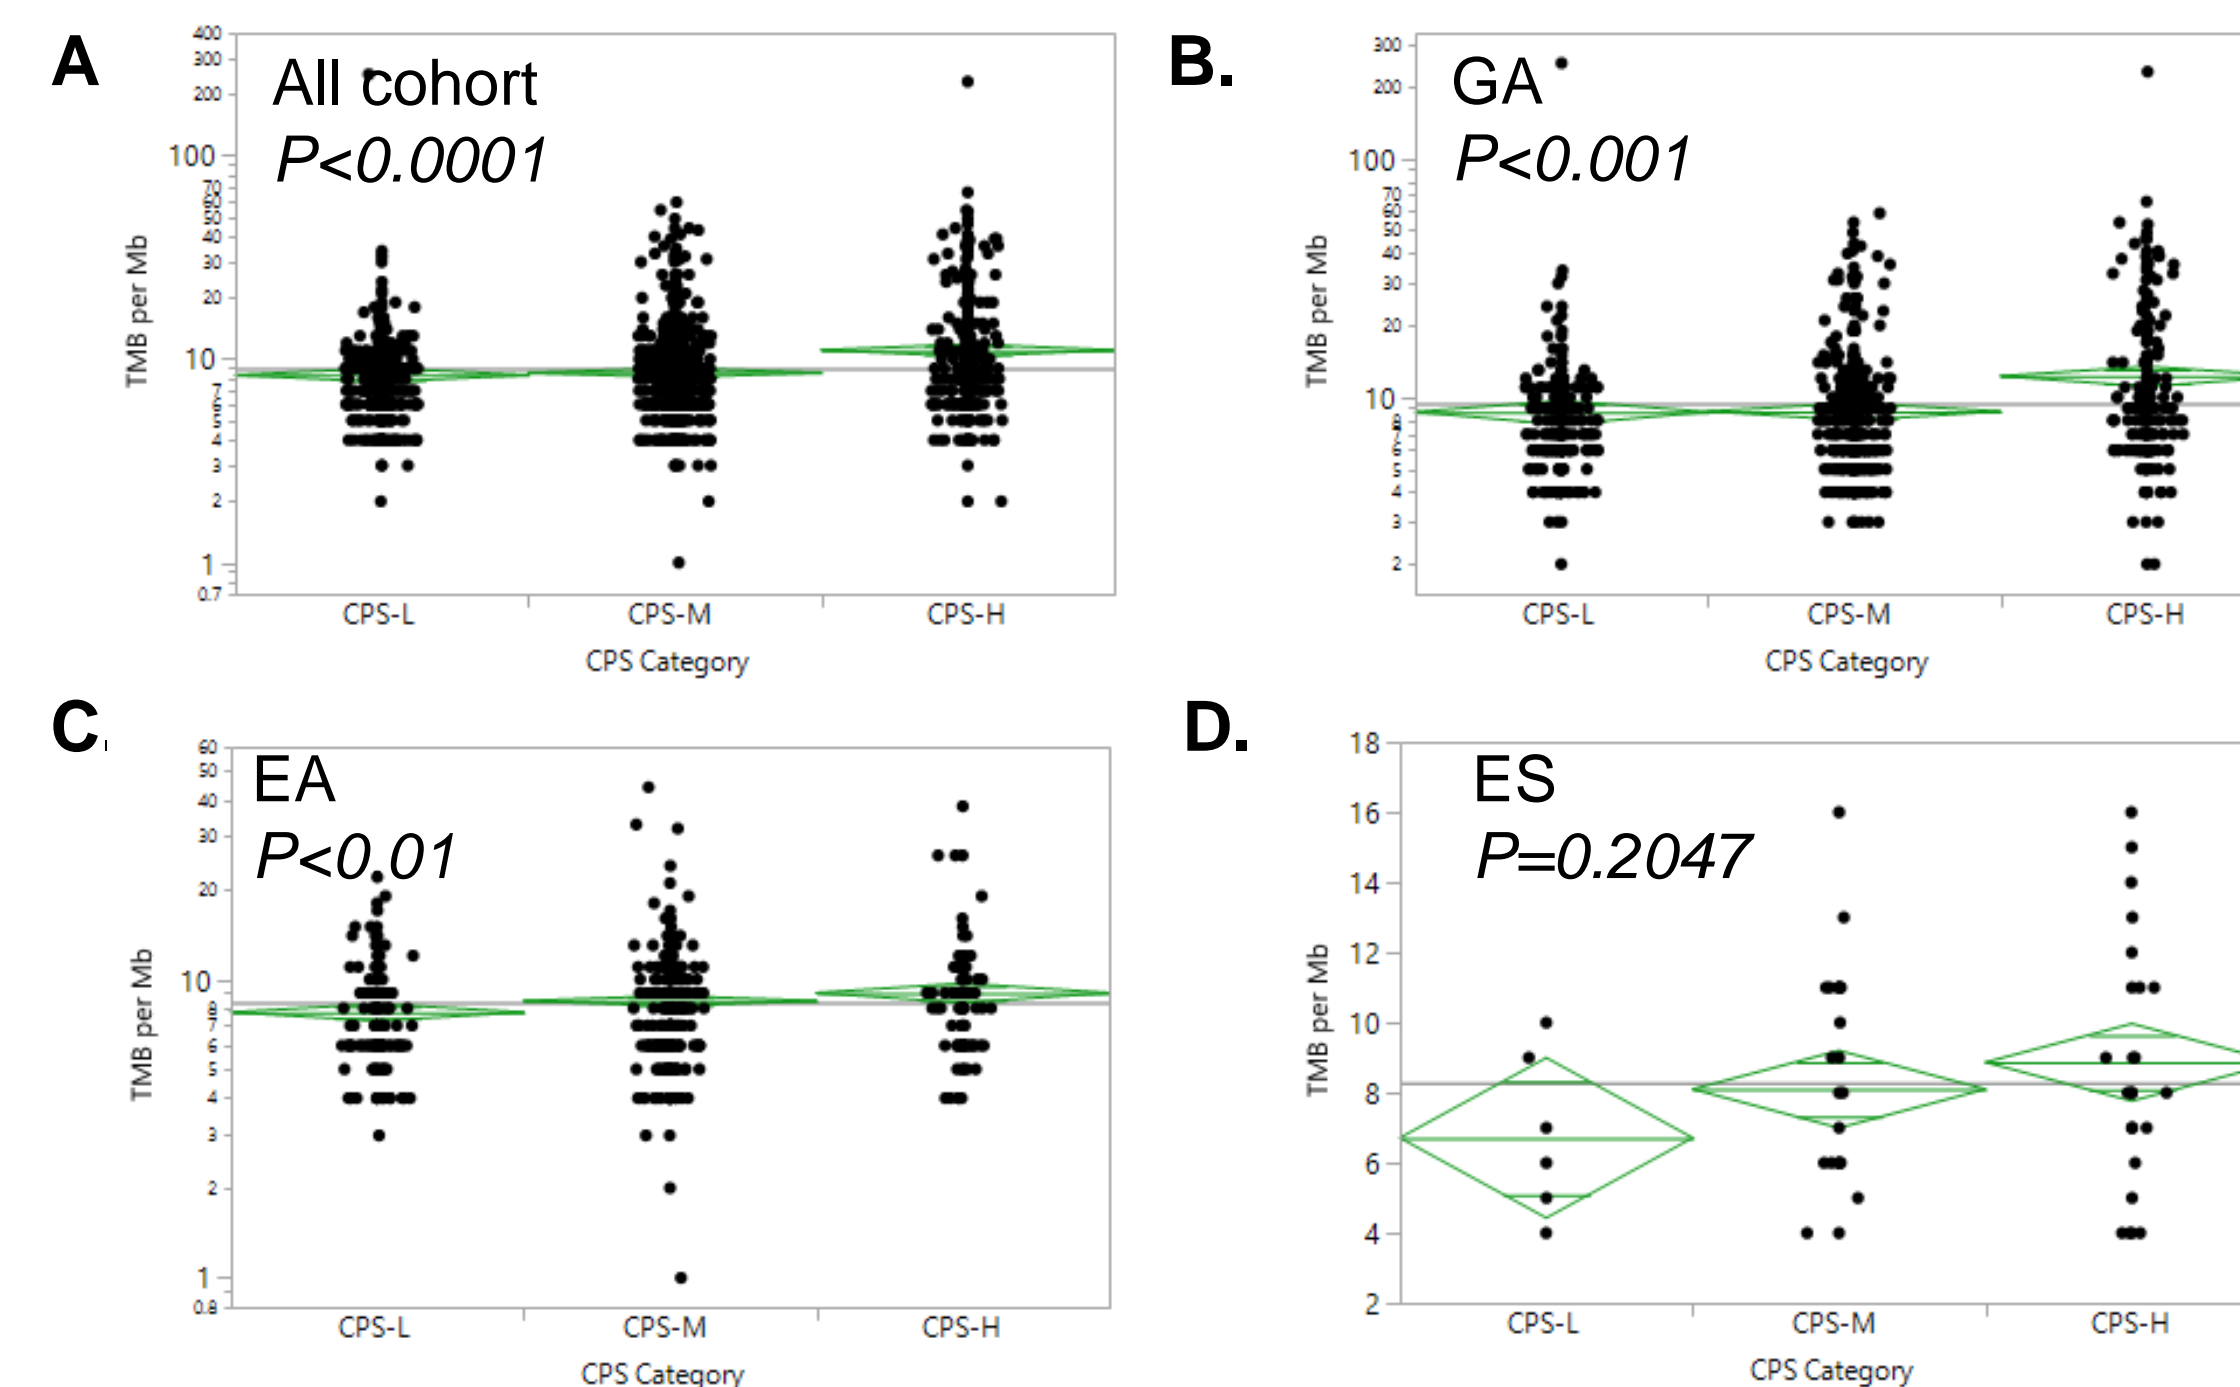 A
All cohort
P<0.0001
400
300
200
100
70
60
50
40
30
20
10
7
6
5
4
3
2
1
0.7
TMB per Mb
CPS-L
CPS-M
CPS-H
CPS Category
B.
GA
P<0.001
300
200
100
70
60
50
40
30
20
10
8
7
6
5
4
3
2
TMB per Mb
CPS-L
CPS-M
CPS-H
CPS Category
C.
EA
P<0.01
60
50
40
30
20
10
8
7
6
5
4
3
2
1
0.8
TMB per Mb
CPS-L
CPS-M
CPS-H
CPS Category
D.
ES
P=0.2047
18
16
14
12
10
8
6
4
2
TMB per Mb
CPS-L
CPS-M
CPS-H
CPS Category